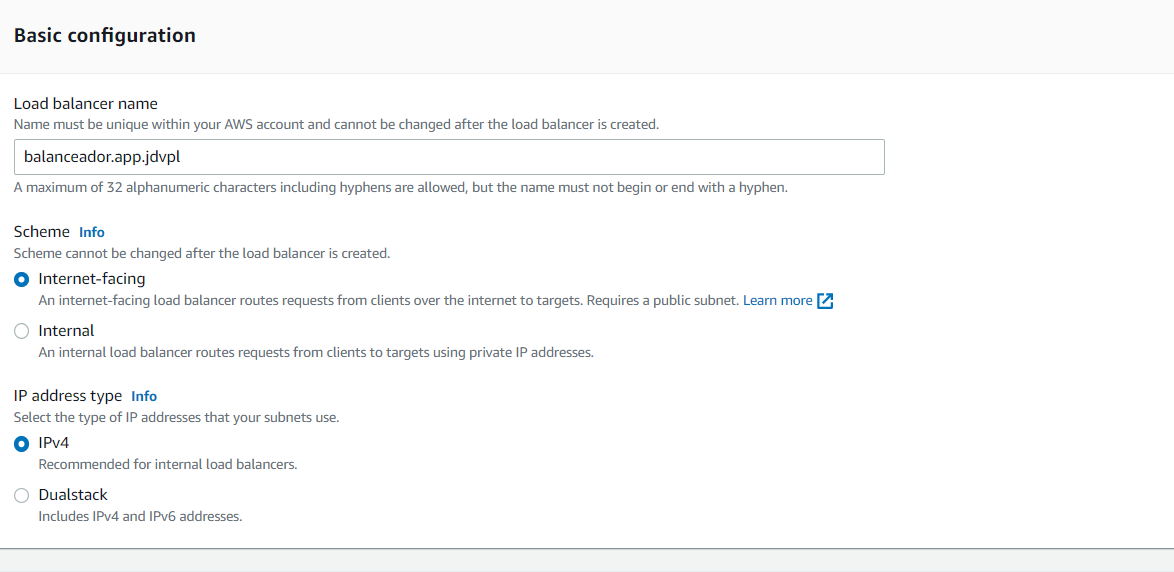 Basic configuration
Load balancer name
Name must be unique within your AWS account and cannot be changed after the load balancer is created.
balanceador.app.jdvpl
A maximum of 32 alphanumeric characters including hyphens are allowed, but the name must not begin or end with a hyphen.
Scheme Info
Scheme cannot be changed after the load balancer is created.
Internet-facing
An internet-facing load balancer routes requests from clients over the internet to targets. Requires a public subnet. Learn more
Internal
An internal load balancer routes requests from clients to targets using private IP addresses.
IP address type Info
Select the type of IP addresses that your subnets use.
IPv4
Recommended for internal load balancers.
Dualstack
Includes IPv4 and IPv6 addresses.